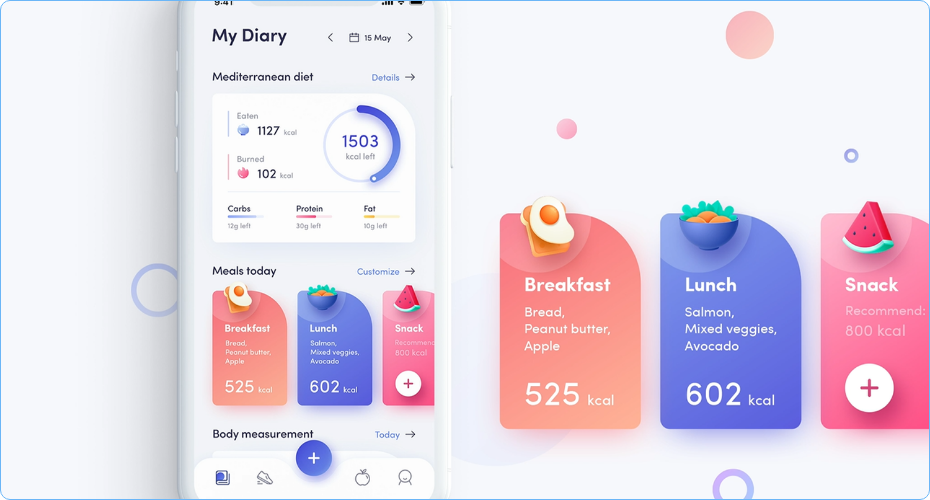 9:41
My Diary
15 May
Mediterranean diet
Details
Eaten
1127 kcal
Burned
102 kcal
1503
kcal left
Carbs
12g left
Protein
30g left
Fat
10g left
Meals today
Customize
Breakfast
Bread,
Peanut butter,
Apple
525 kcal
Lunch
Salmon,
Mixed veggies,
Avocado
602 kcal
Snack
Recommend
800 kcal
Body measurement
Today
Breakfast
Bread,
Peanut butter,
Apple
525 kcal
Lunch
Salmon,
Mixed veggies,
Avocado
602 kcal
Snack
Recommend:
800 kcal